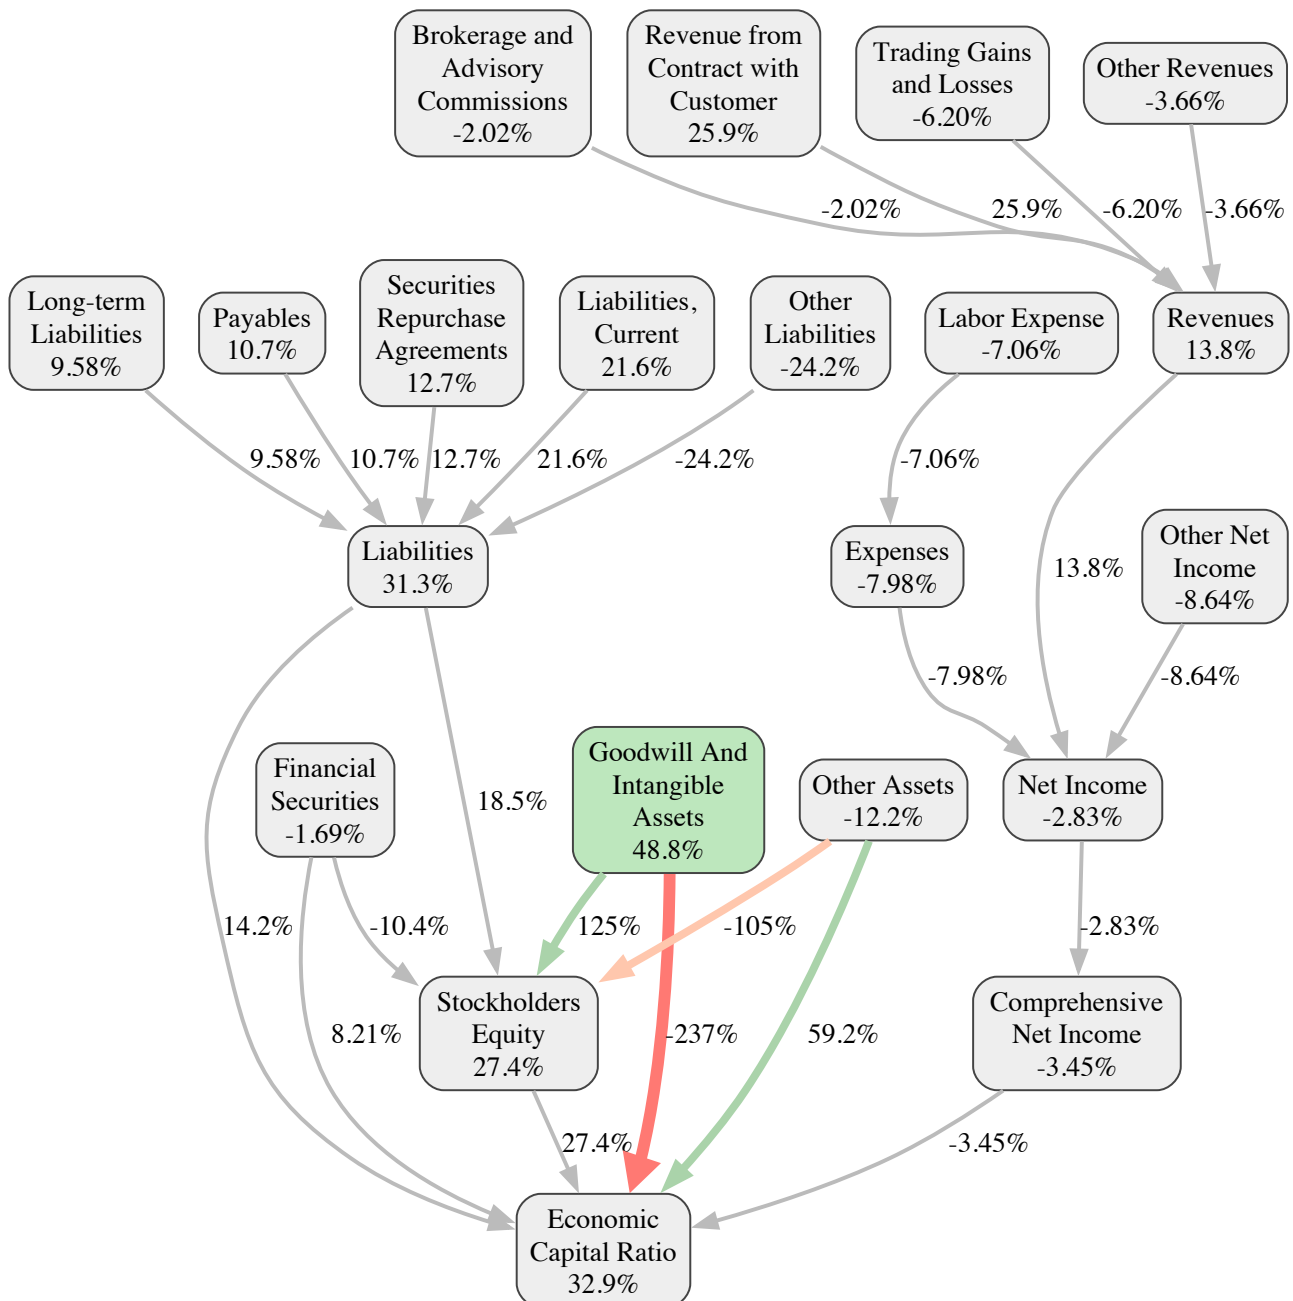 Brokerage and
Advisory
Commissions
-2.02%
Revenue from
Contract with
Customer
25.9%
Trading Gains
and Losses
-6.20%
Other Revenues
-3.66%
-2.02%
25.9%
-6.20%
-3.66%
Long-term
Liabilities
9.58%
Payables
10.7%
Securities
Repurchase
Agreements
12.7%
Liabilities,
Current
21.6%
Other
Liabilities
-24.2%
Labor Expense
-7.06%
Revenues
13.8%
9.58%
10.7%
12.7%
21.6%
-24.2%
-7.06%
Liabilities
31.3%
Expenses
-7.98%
13.8%
Other Net
Income
-8.64%
-7.98%
-8.64%
Financial
Securities
-1.69%
18.5%
Goodwill And
Intangible
Assets
48.8%
Other Assets
-12.2%
Net Income
-2.83%
14.2%
-10.4%
125%
-105%
-2.83%
Stockholders
Equity
27.4%
8.21%
-237%
59.2%
Comprehensive
Net Income
-3.45%
27.4%
-3.45%
Economic
Capital Ratio
32.9%